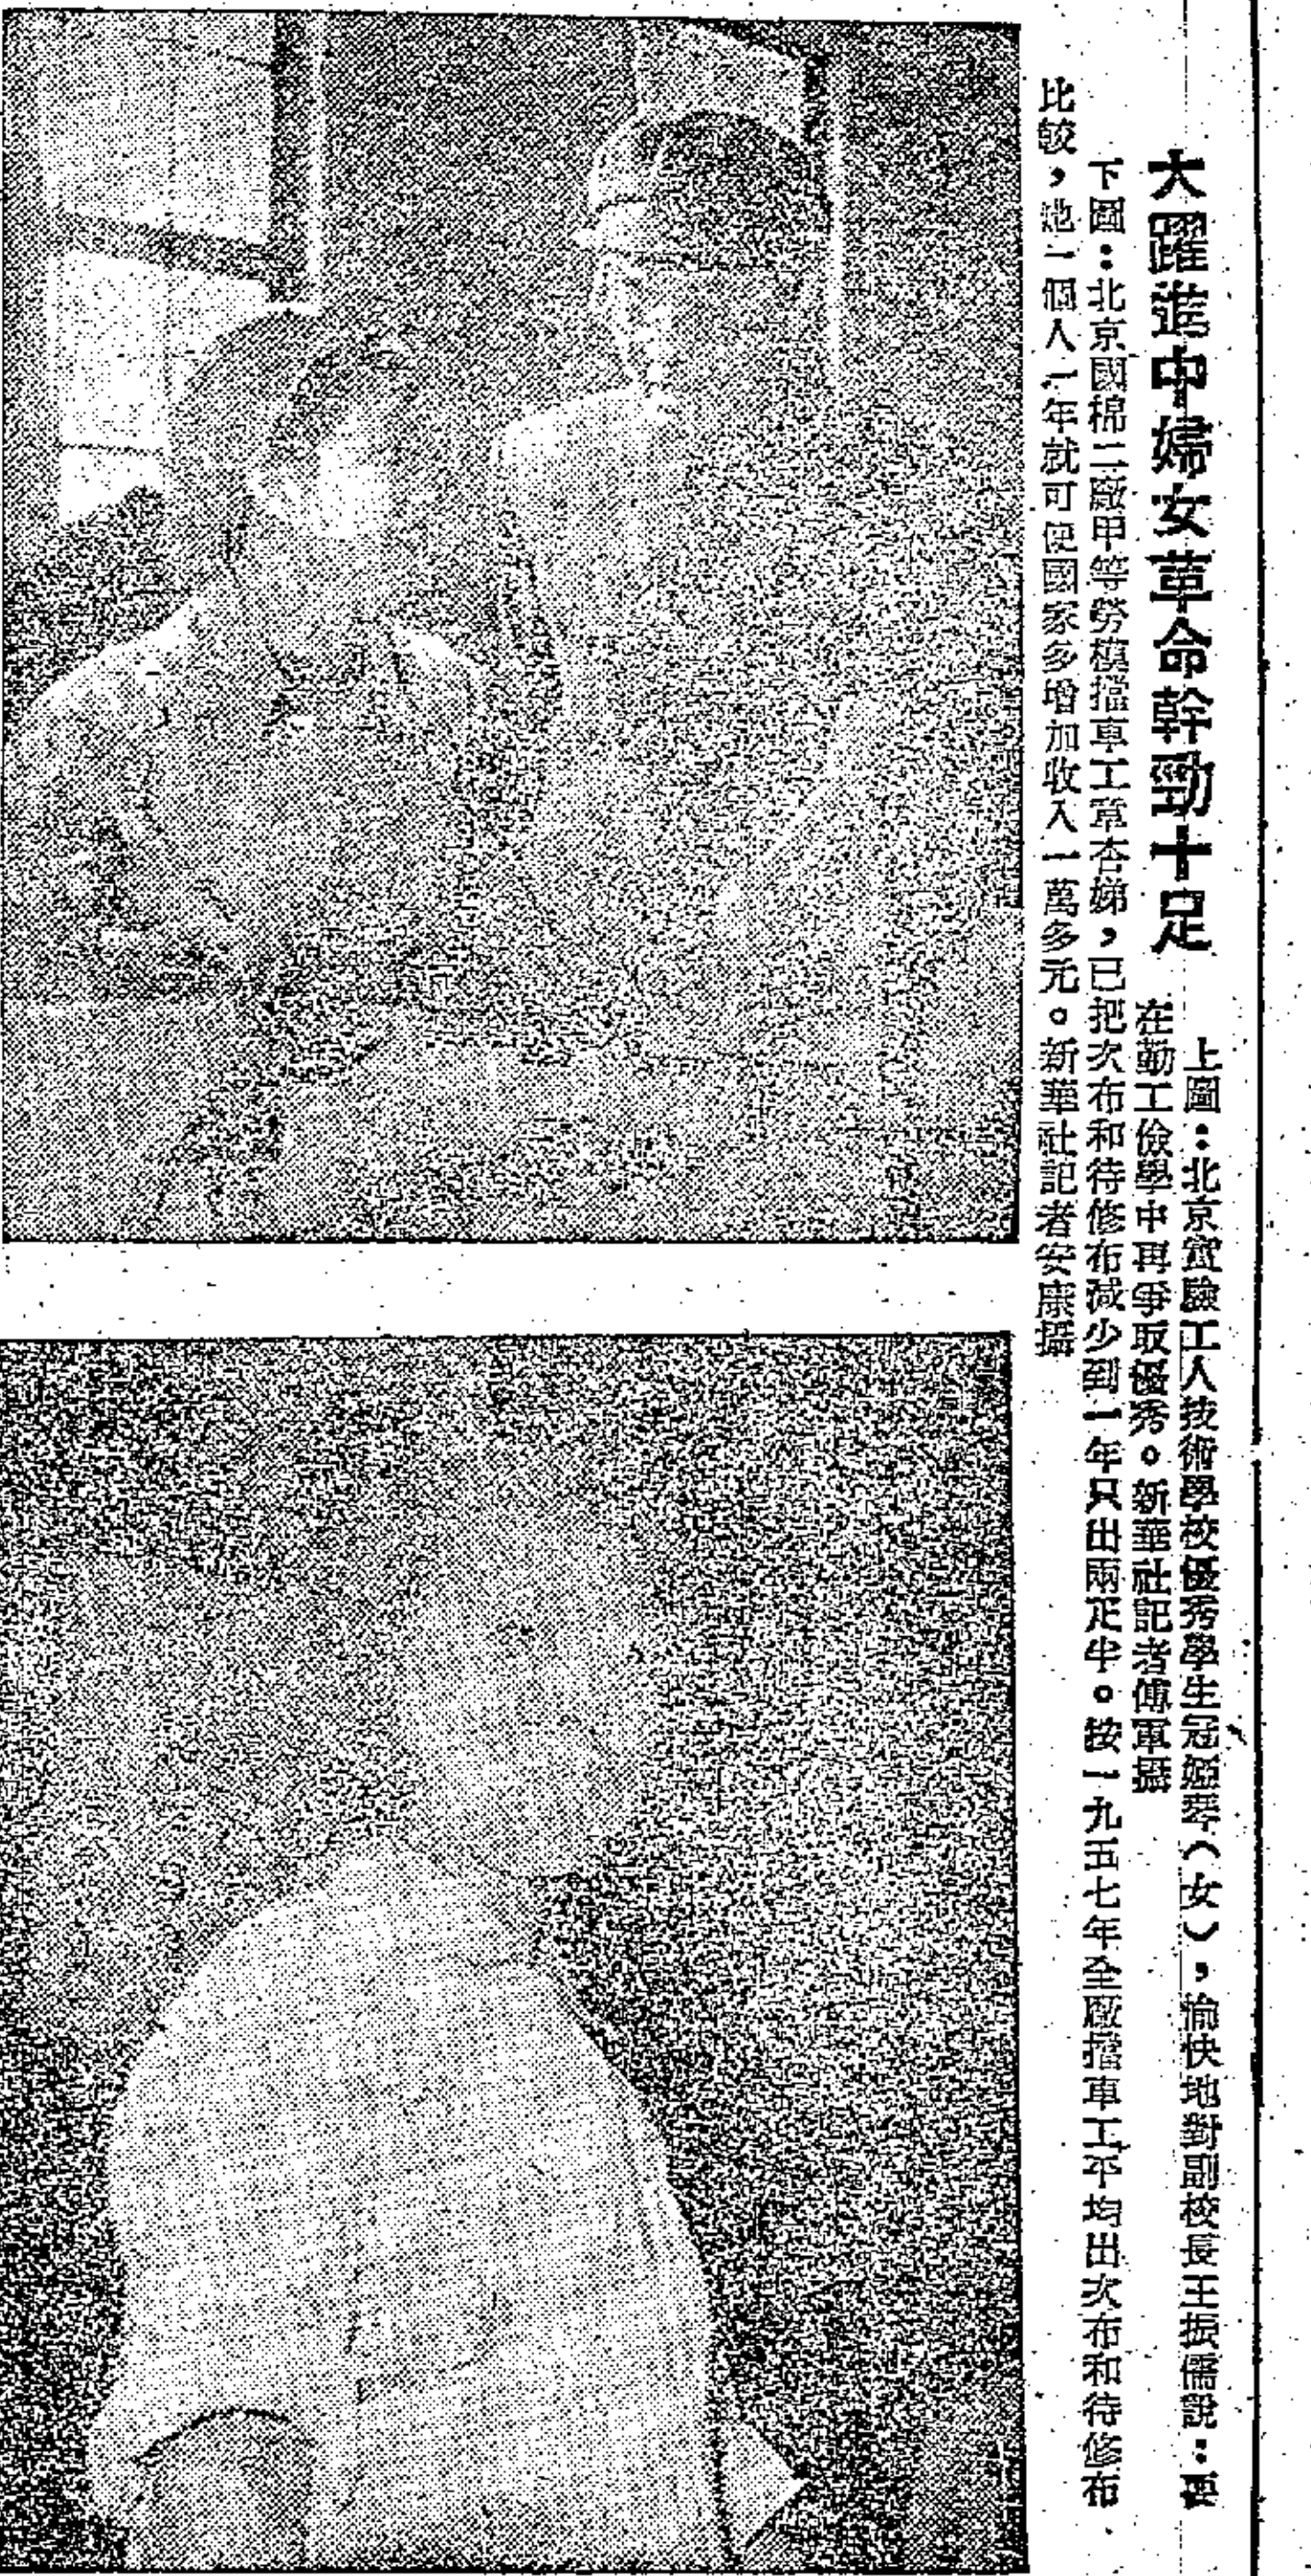 大躍進中婦女革命幹勁十足
上圖：北京實驗工人技術學校優秀學生冠婭琴（女），愉快地對副校長王振儒說：要
在勤工儉學中再爭取優秀。新華社記者傅軍攝
下圖：北京國棉二廠甲等勞模擋車工章杏娣，已把次布和待修布減少到一年只出兩疋半。按一九五七年全廠擋車工平均出次布和待修布
比較，她一個人一年就可使國家多增加收入一萬多元。新華社記者安康攝